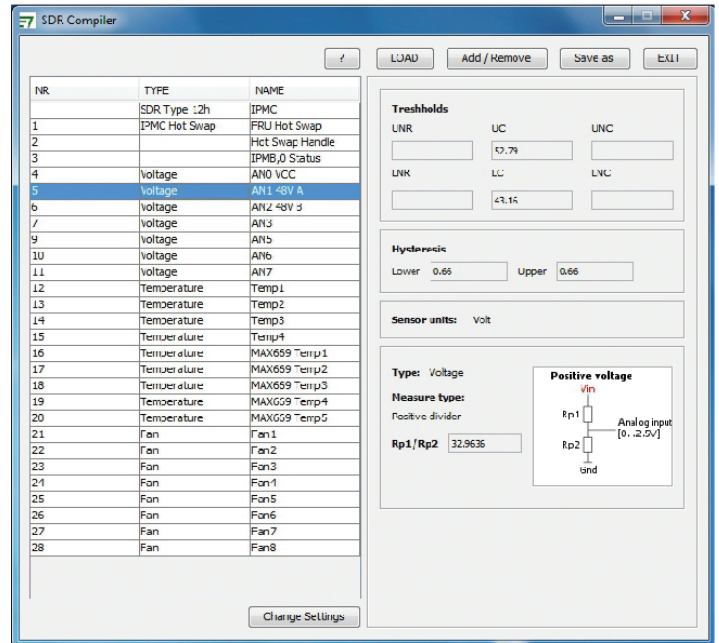 SDR Compiler
? LOAD Add / Remove Save as EXIT
NR TYPE NAME
SDR Type 12h IPMC
1 IPMC Hot Swap FRU Hot Swap
2 Hot Swap Handle
3 IPMB,0 Status
4 Voltage AN0 VCC
5 Voltage AN1 48V A
6 Voltage AN2 48V B
7 Voltage AN3
9 Voltage AN5
10 Voltage AN6
11 Voltage AN7
12 Temperature Temp1
13 Temperature Temp2
14 Temperature Temp3
15 Temperature Temp4
16 Temperature MAX659 Temp1
17 Temperature MAX659 Temp2
18 Temperature MAX659 Temp3
19 Temperature MAX669 Temp4
20 Temperature MAX669 Temp5
21 Fan Fan1
22 Fan Fan2
23 Fan Fan3
24 Fan Fan4
25 Fan Fan5
26 Fan Fan6
27 Fan Fan7
28 Fan Fan8
Change Settings
Treshholds
UNR UC UNC
52.79
LNR LC LNC
43.16
Hysteresis
Lower 0.66 Upper 0.66
Sensor units: Volt
Type: Voltage
Measure type:
Positive divider
Rp1/Rp2 32.9636
Positive voltage
Vin
Rp1
Analog input
[0...2.5V]
Rp2
Gnd